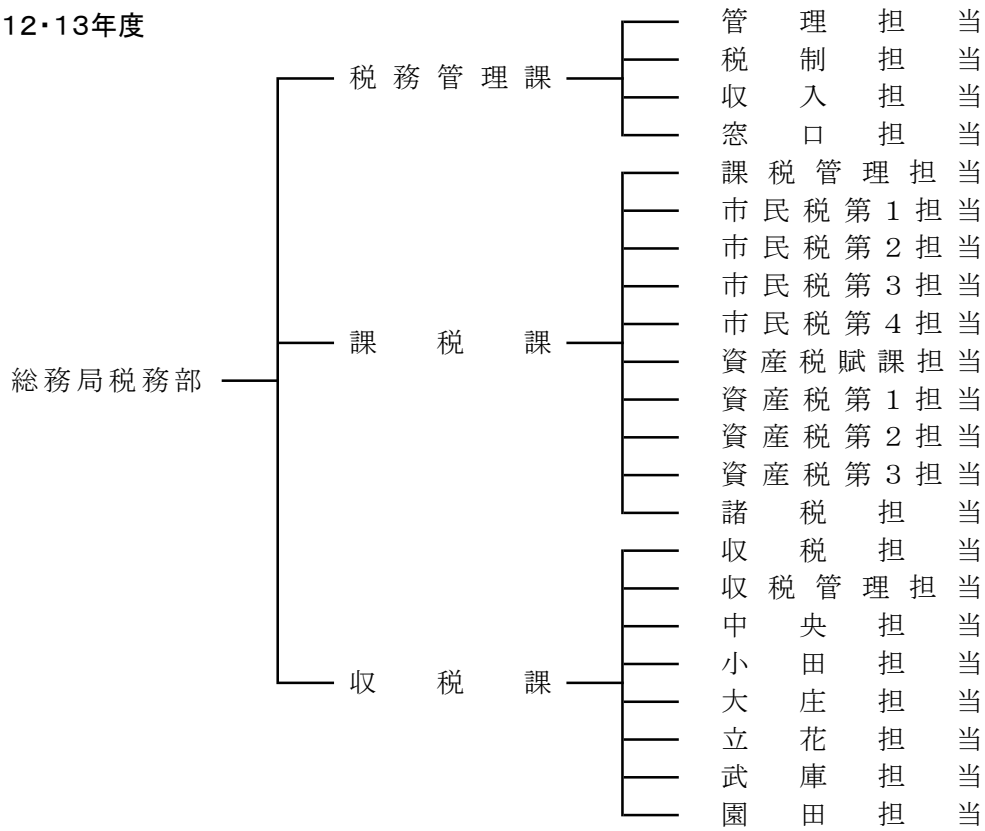 12・13年度
管理担当
税制担当
税務管理課
収入担当
窓口担当
課税管理担当
市民税第1担当
市民税第2担当
市民税第3担当
市民税第4担当
課税課
資産税賦課担当
総務局税務部
資産税第1担当
資産税第2担当
資産税第3担当
諸税担当
収税担当
収税管理担当
中央担当
小田担当
収税課
大庄担当
立花担当
武庫担当
園田担当